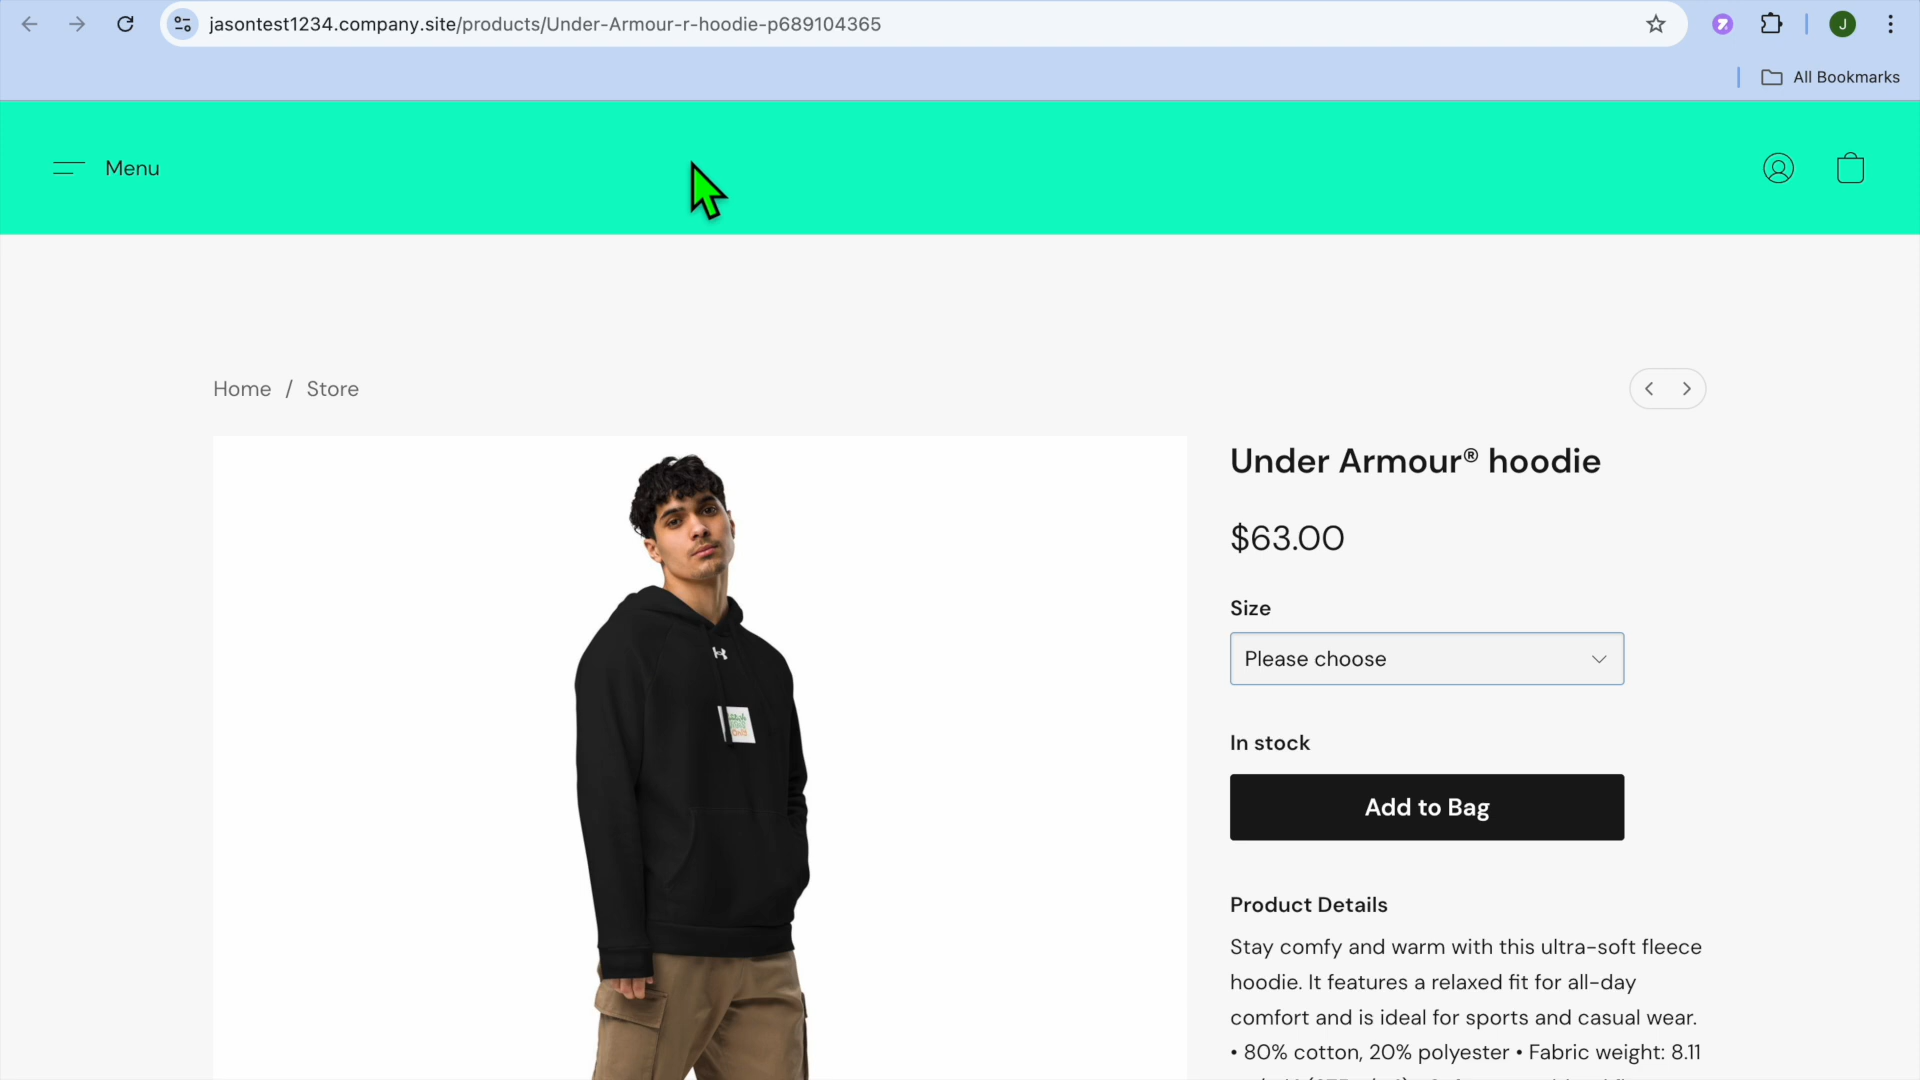 jasontest1234.company.site/products/Under-Armour-r-hoodie-p689104365
J
All Bookmarks
Menu
Home / Store
Under Armour® hoodie
$63.00
Size
Please choose
In stock
Add to Bag
Product Details
Stay comfy and warm with this ultra-soft fleece
hoodie. It features a relaxed fit for all-day
comfort and is ideal for sports and casual wear.
• 80% cotton, 20% polyester • Fabric weight: 8.11